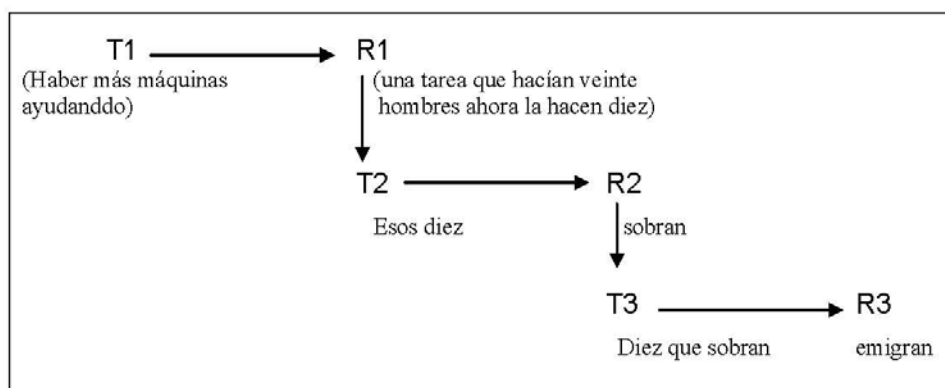 T1 R1
(Haber más máquinas
ayudanddo)
(una tarea que hacían veinte
hombres ahora la hacen diez)
T2 R2
Esos diez sobran
T3 R3
Diez que sobran emigran